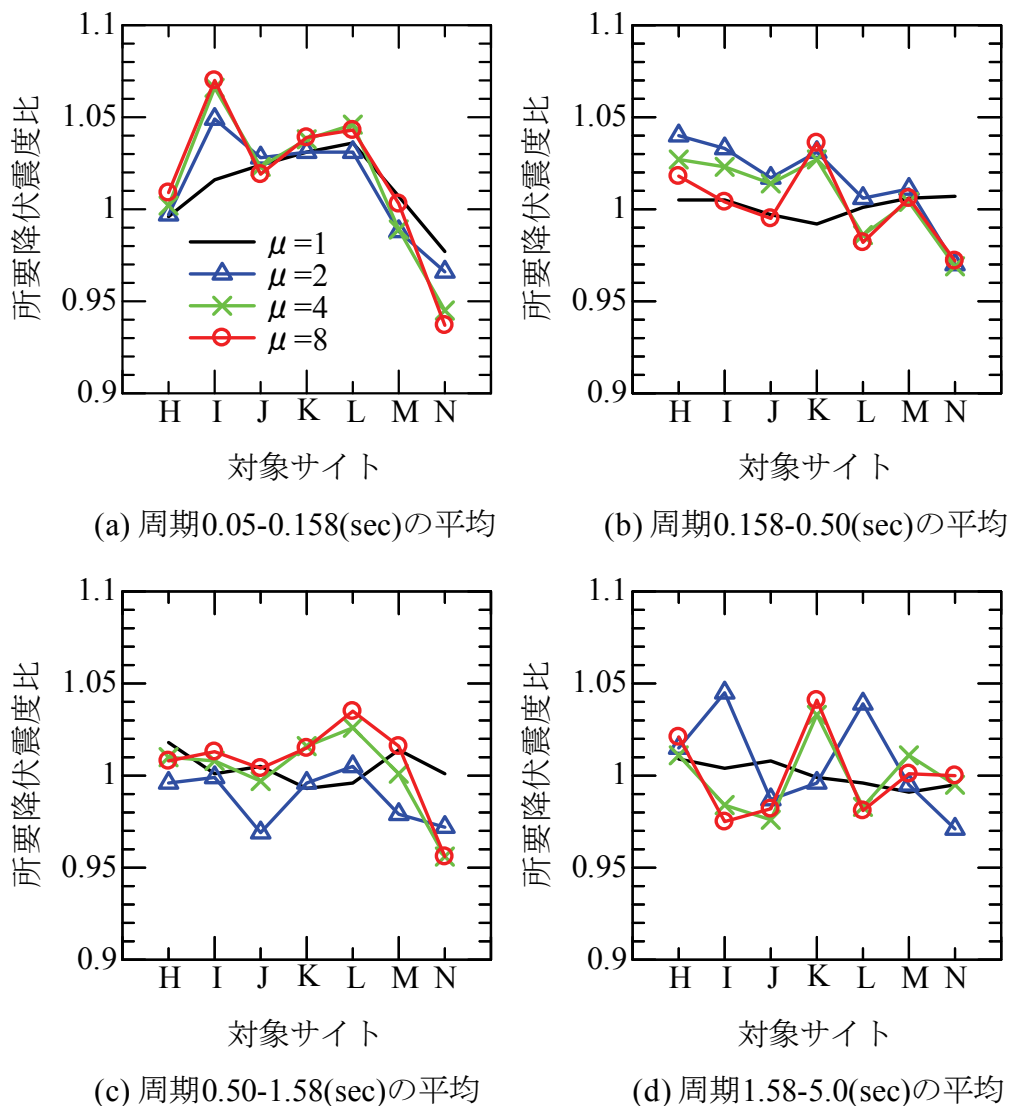 1.1
1.05
1
0.95
0.9
所要降伏震度比
μ=1
μ=2
μ=4
μ=8
H I J K L M N
対象サイト
(a) 周期0.05-0.158(sec)の平均
1.1
1.05
1
0.95
0.9
所要降伏震度比
H I J K L M N
対象サイト
(b) 周期0.158-0.50(sec)の平均
1.1
1.05
1
0.95
0.9
所要降伏震度比
H I J K L M N
対象サイト
(c) 周期0.50-1.58(sec)の平均
1.1
1.05
1
0.95
0.9
所要降伏震度比
H I J K L M N
対象サイト
(d) 周期1.58-5.0(sec)の平均